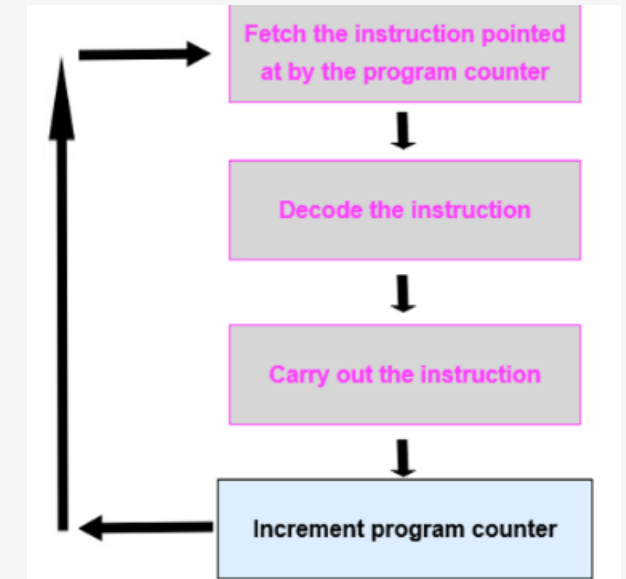 Fetch the instruction pointed
at by the program counter
Decode the instruction
Carry out the instruction
Increment program counter